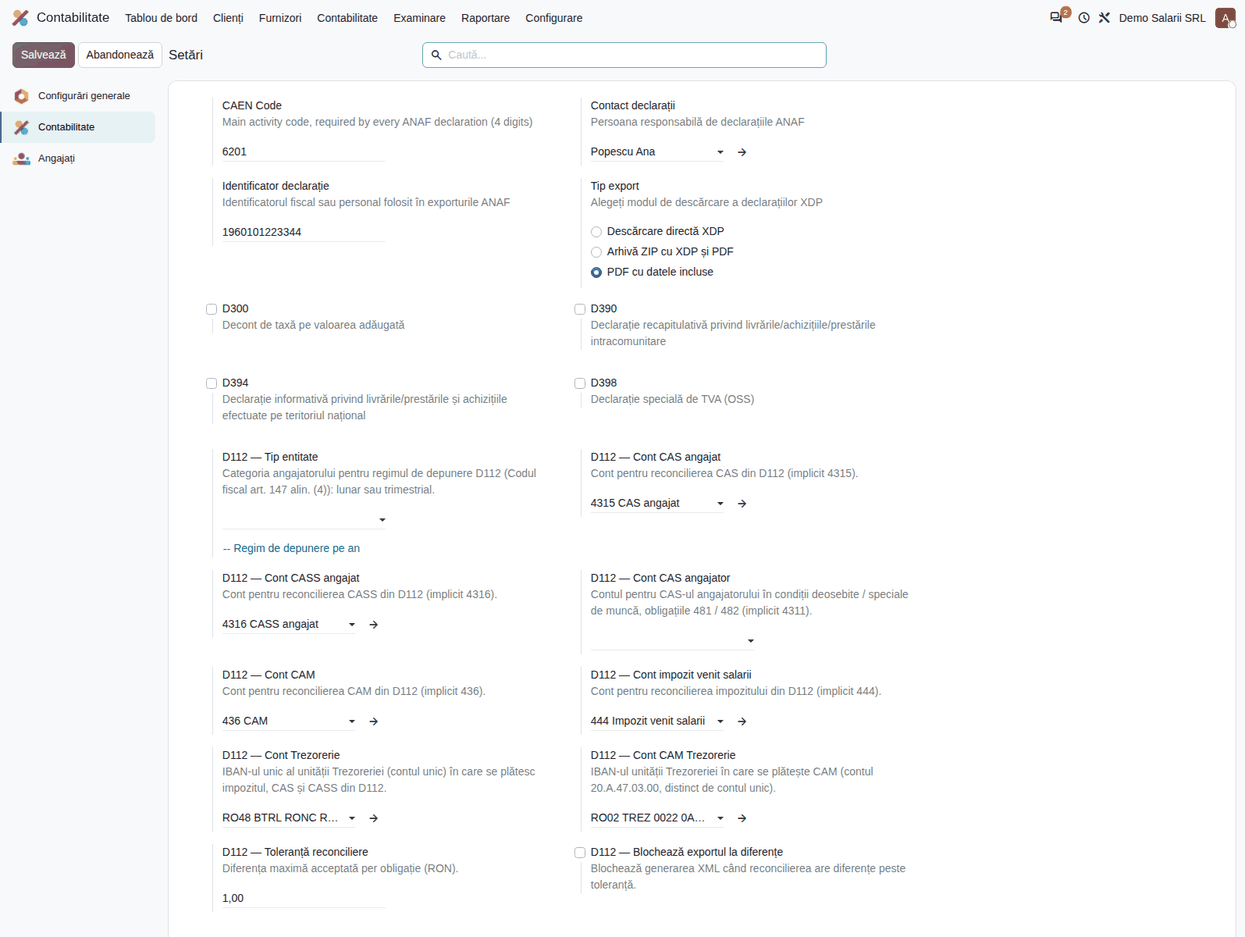 Contabilitate
Tablou de bord
Clienți
Furnizori
Contabilitate
Examinare
Raportare
Configurare
2
Demo Salarii SRL
A
Salvează
Abandonează
Setări
Caută...
Configurări generale
Contabilitate
Angajați
CAEN Code
Main activity code, required by every ANAF declaration (4 digits)
6201
Contact declarații
Persoana responsabilă de declarațiile ANAF
Popescu Ana
Identificator declarație
Identificatorul fiscal sau personal folosit în exporturile ANAF
1960101223344
Tip export
Alegeți modul de descărcare a declarațiilor XDP
Descărcare directă XDP
Arhivă ZIP cu XDP și PDF
PDF cu datele incluse
D300
Decont de taxă pe valoarea adăugată
D390
Declarație recapitulativă privind livrările/achizițiile/prestările
intracomunitare
D394
Declarație informativă privind livrările/prestările și achizițiile
efectuate pe teritoriul național
D398
Declarație specială de TVA (OSS)
D112 — Tip entitate
Categoria angajatorului pentru regimul de depunere D112 (Codul
fiscal art. 147 alin. (4)): lunar sau trimestrial.
-- Regim de depunere pe an
D112 — Cont CAS angajat
Cont pentru reconcilierea CAS din D112 (implicit 4315).
4315 CAS angajat
D112 — Cont CASS angajat
Cont pentru reconcilierea CASS din D112 (implicit 4316).
4316 CASS angajat
D112 — Cont CAS angajator
Contul pentru CAS-ul angajatorului în condiții deosebite / speciale
de muncă, obligațiile 481 / 482 (implicit 4311).
D112 — Cont CAM
Cont pentru reconcilierea CAM din D112 (implicit 436).
436 CAM
D112 — Cont impozit venit salarii
Cont pentru reconcilierea impozitului din D112 (implicit 444).
444 Impozit venit salarii
D112 — Cont Trezorerie
IBAN-ul unic al unității Trezoreriei (contul unic) în care se plătesc
impozitul, CAS și CASS din D112.
RO48 BTRL RONC R…
D112 — Cont CAM Trezorerie
IBAN-ul unității Trezoreriei în care se plătește CAM (contul
20.A.47.03.00, distinct de contul unic).
RO02 TREZ 0022 0A…
D112 — Toleranță reconciliere
Diferența maximă acceptată per obligație (RON).
1,00
D112 — Blochează exportul la diferențe
Blochează generarea XML când reconcilierea are diferențe peste
toleranță.